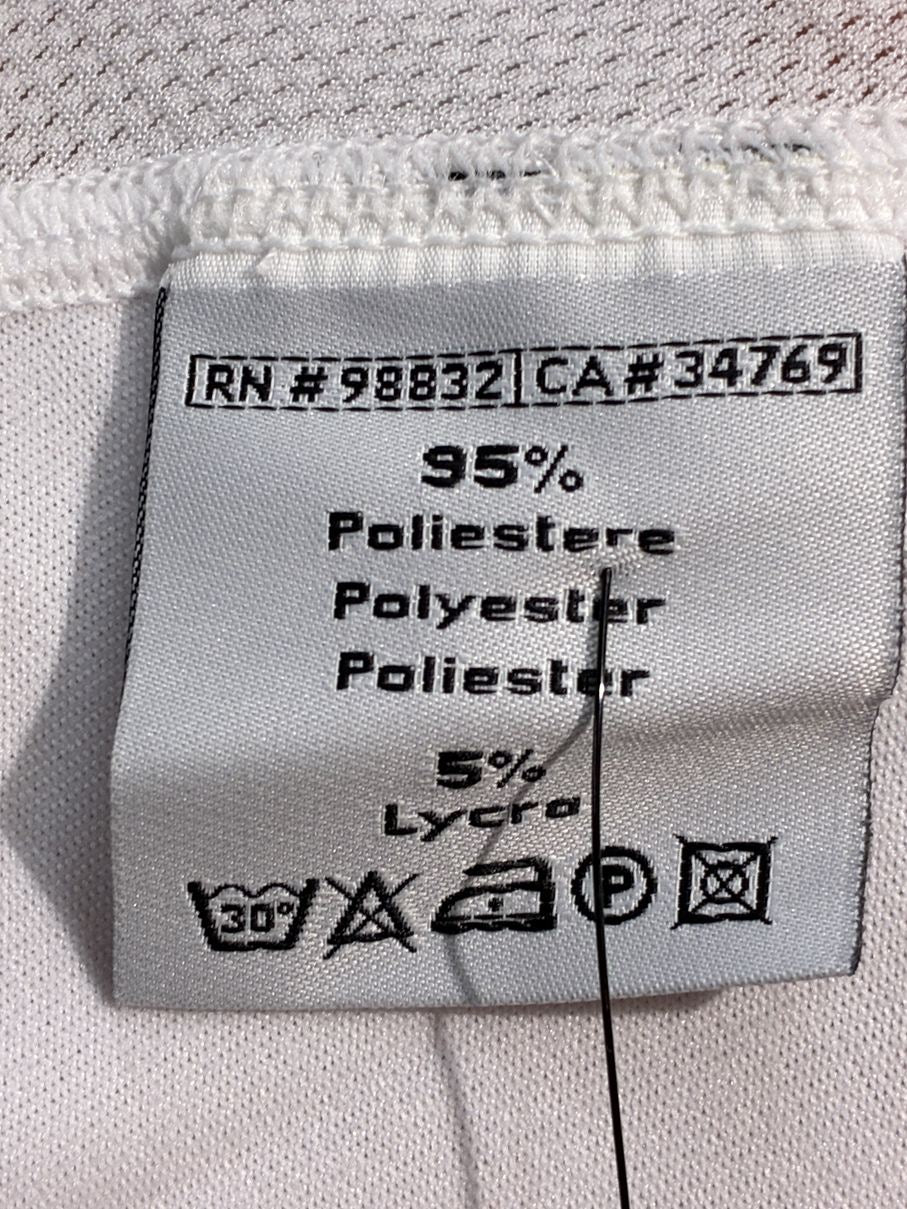 RN #98832 CA#34769
95%
Poliestere
Polyester
Poliester
5%
Lycra
30°
P